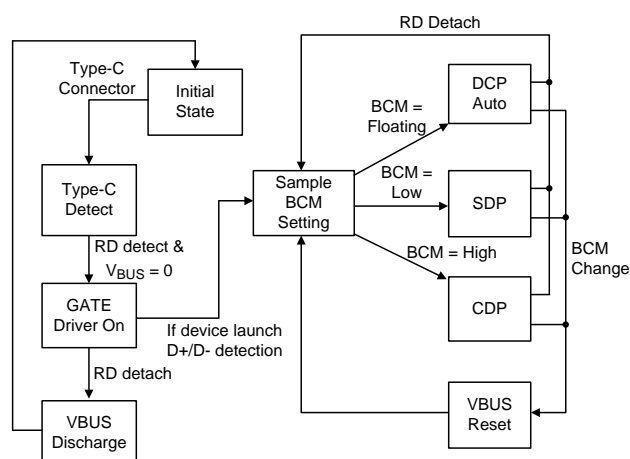 RD Detach
Type-C
Connector
Initial
State
DCP
Auto
BCM =
Floating
Type-C
Detect
Sample
BCM
Setting
BCM =
Low
SDP
RD detect &
VBUS = 0
BCM = High
BCM
Change
GATE
Driver On
If device launch
D+/D- detection
CDP
RD detach
VBUS
Discharge
VBUS
Reset